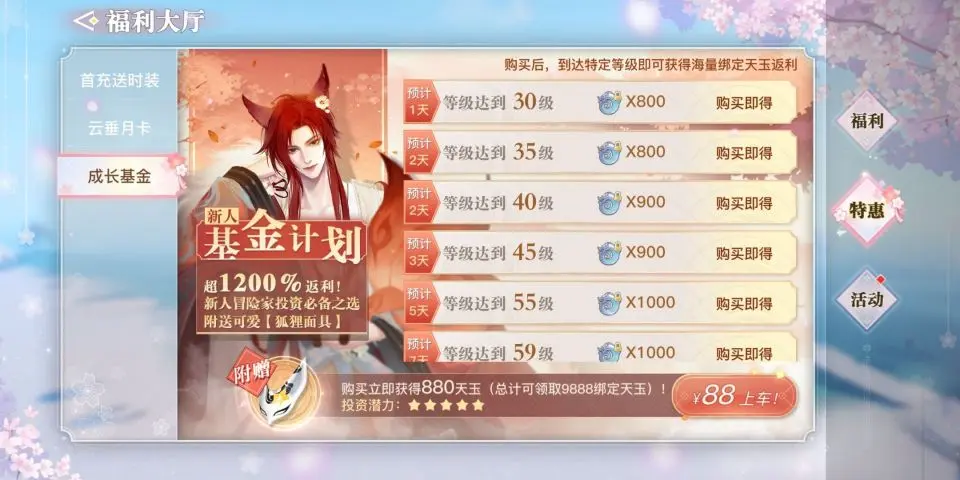 福利大厅
首充送时装
云垂月卡
成长基金
新人
基金计划
超1200%返利!
新人冒险家投资必备之选
附送可爱【狐狸面具】
购买后，到达特定等级即可获得海量绑定天玉返利
预计
1天
等级达到 30级
X800
购买即得
预计
2天
等级达到 35级
X800
购买即得
预计
2天
等级达到 40级
X900
购买即得
预计
3天
等级达到 45级
X900
购买即得
预计
5天
等级达到 55级
X1000
购买即得
预计
7天
等级达到 59级
X1000
购买即得
附赠
购买立即获得880天玉（总计可领取9888绑定天玉）！
投资潜力：
¥88上车!
福利
特惠
活动